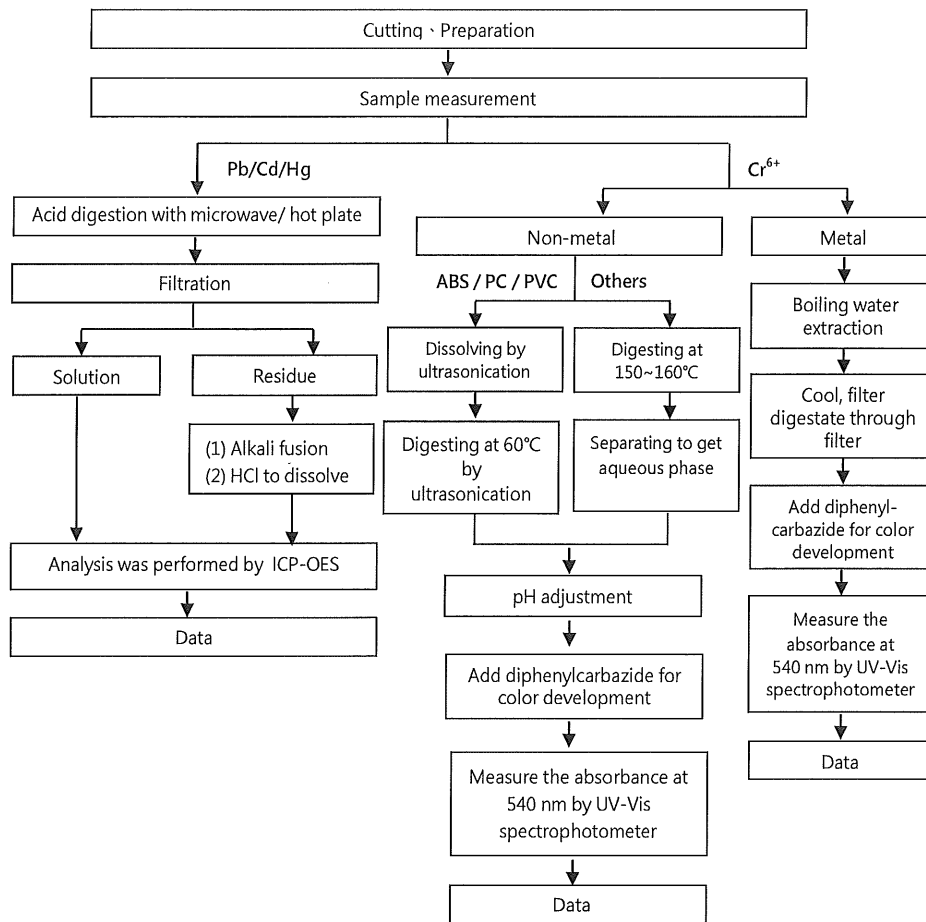 Cutting、Preparation
Sample measurement
Pb/Cd/Hg
Acid digestion with microwave/ hot plate
Filtration
Solution
Residue
(1) Alkali fusion
(2) HCl to dissolve
Analysis was performed by ICP-OES
Data
Cr⁶⁺
Non-metal
ABS / PC / PVC
Others
Dissolving by
ultrasonication
Digesting at 60℃
by
ultrasonication
Digesting at
150~160℃
Separating to get
aqueous phase
pH adjustment
Add diphenylcarbazide for
color development
Measure the absorbance at
540 nm by UV-Vis
spectrophotometer
Data
Metal
Boiling water
extraction
Cool, filter
digestate through
filter
Add diphenyl-
carbazide for color
development
Measure the
absorbance at
540 nm by UV-Vis
spectrophotometer
Data